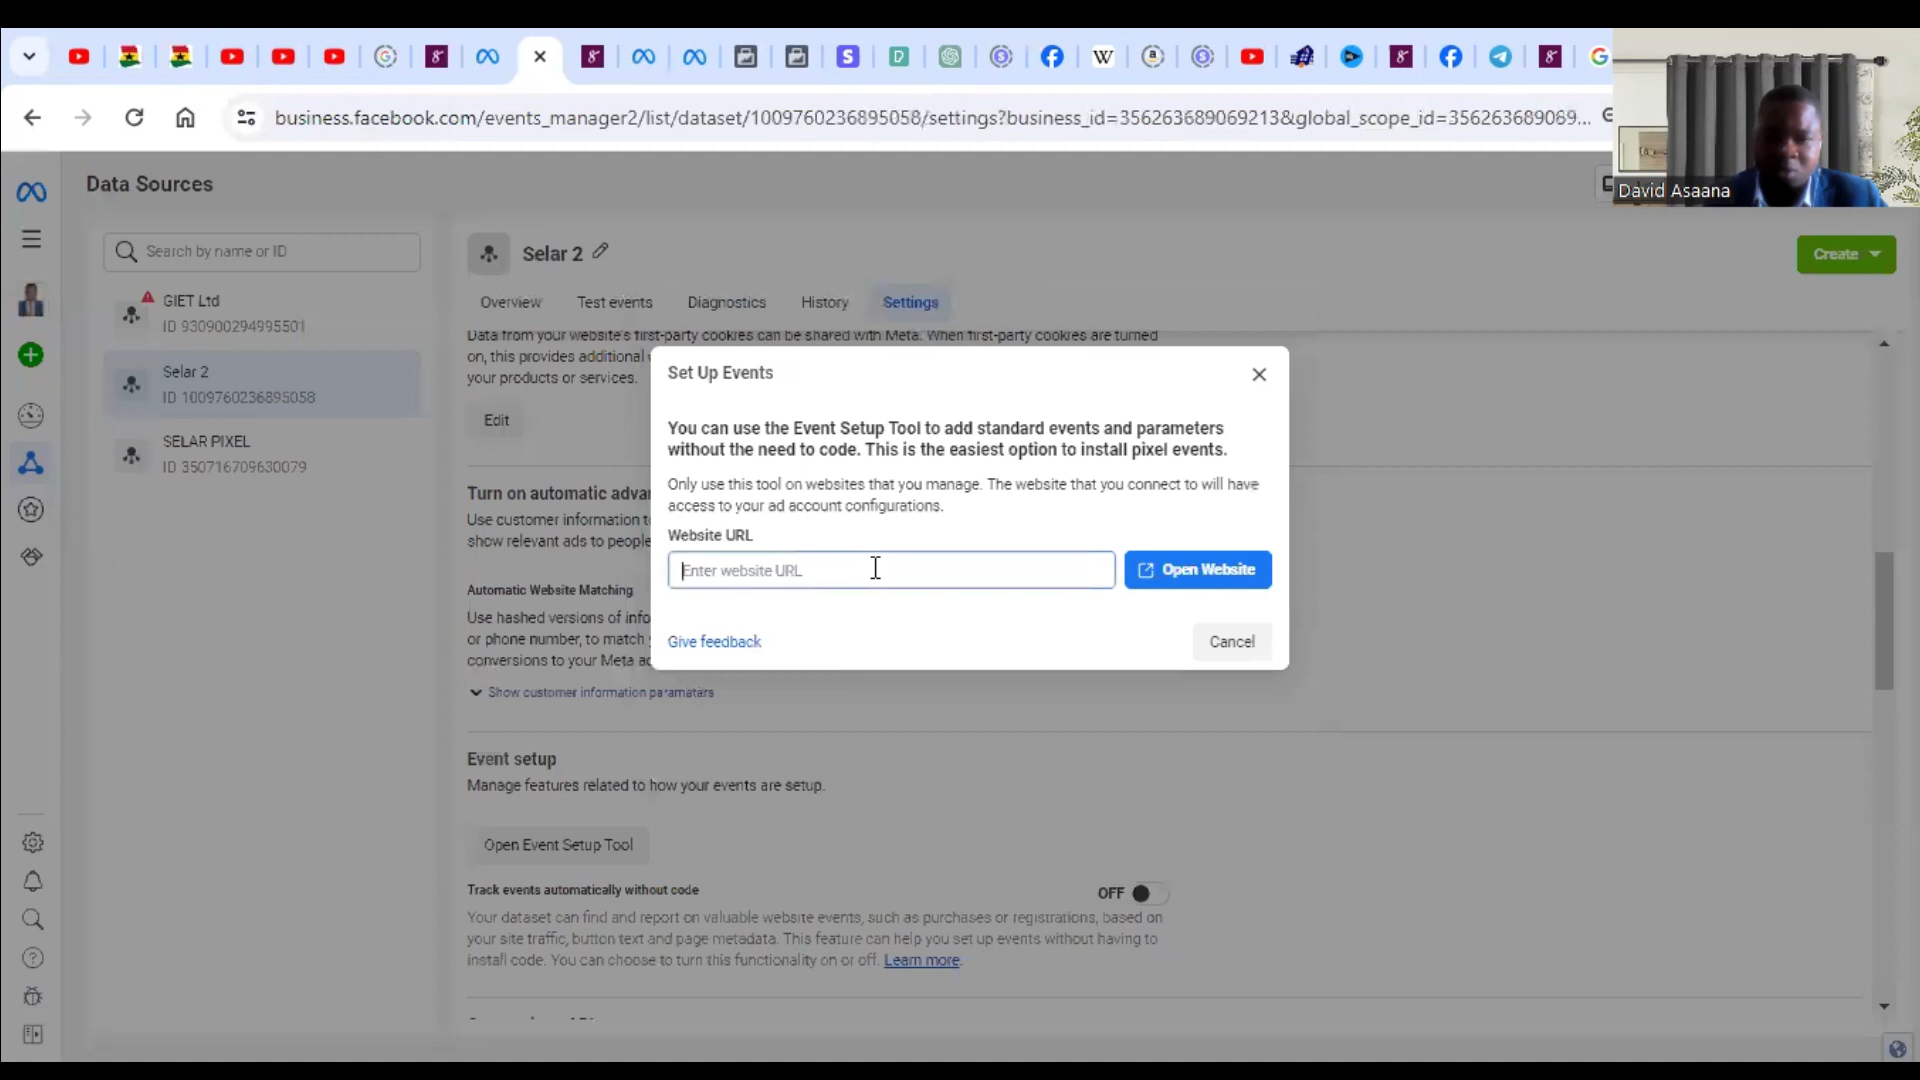 business.facebook.com/events_manager2/list/dataset/1009760236895058/settings?business_id=356263689069213&global_scope_id=356263689069...
David Asaana
Data Sources
Search by name or ID
GIET Ltd
ID 930900294995501
Selar 2
ID 1009760236895058
SELAR PIXEL
ID 350716709630079
Selar 2
Create
Overview
Test events
Diagnostics
History
Settings
Data from your website's first-party cookies can be shared with Meta. When first-party cookies are turned
on, this provides additional
your products or services.
Edit
Turn on automatic adva
Use customer information to
show relevant ads to people
Automatic Website Matching
Use hashed versions of info
or phone number, to match
conversions to your Meta ac
Show customer information parameters
Set Up Events
You can use the Event Setup Tool to add standard events and parameters
without the need to code. This is the easiest option to install pixel events.
Only use this tool on websites that you manage. The website that you connect to will have
access to your ad account configurations.
Website URL
Enter website URL
Open Website
Give feedback
Cancel
Event setup
Manage features related to how your events are setup.
Open Event Setup Tool
Track events automatically without code
OFF
Your dataset can find and report on valuable website events, such as purchases or registrations, based on
your site traffic, button text and page metadata. This feature can help you set up events without having to
install code. You can choose to turn this functionality on or off. Learn more.